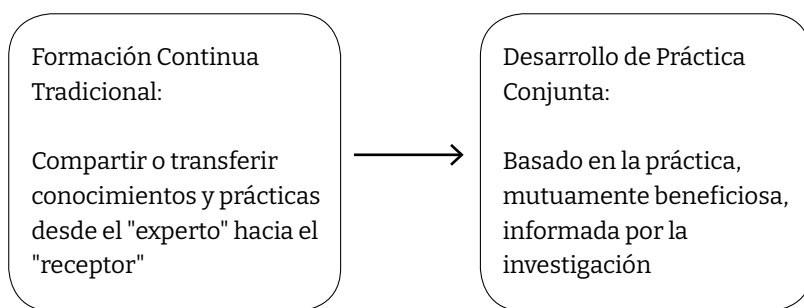 Formación Continua
Tradicional:
Compartir o transferir
conocimientos y prácticas
desde el "experto" hacia el
"receptor"
Desarrollo de Práctica
Conjunta:
Basado en la práctica,
mutuamente beneficiosa,
informada por la
investigación